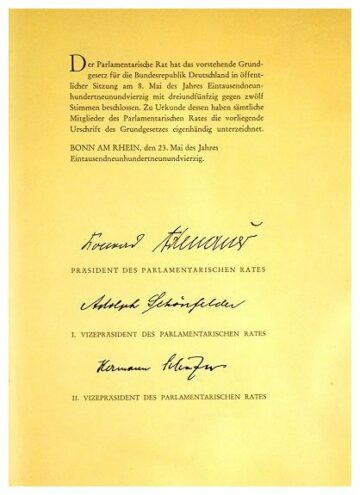 Der Parlamentarische Rat hat das vorstehende Grund-
gesetz für die Bundesrepublik Deutschland in öffent-
licher Sitzung am 8. Mai des Jahres Eintausendneun-
hundertneunundvierzig mit dreiundfünfzig gegen zwölf
Stimmen beschlossen. Zu Urkunde dessen haben sämtliche
Mitglieder des Parlamentarischen Rates die vorliegende
Urschrift des Grundgesetzes eigenhändig unterzeichnet.
BONN AM RHEIN, den 23. Mai des Jahres
Eintausendneunhundertneunundvierzig.
Konrad Adenauer
PRÄSIDENT DES PARLAMENTARISCHEN RATES
Adolph Schönfelder
I. VIZEPRÄSIDENT DES PARLAMENTARISCHEN RATES
Hermann Schäfer
II. VIZEPRÄSIDENT DES PARLAMENTARISCHEN RATES